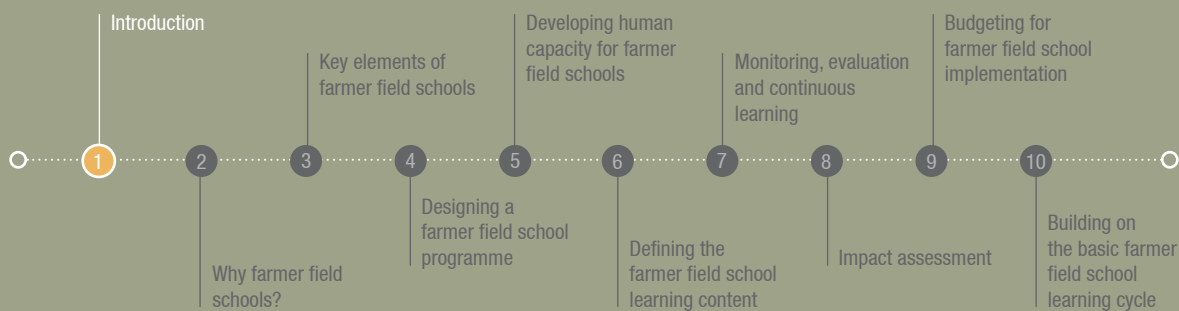 Introduction
1
2
Why farmer field
schools?
Key elements of
farmer field schools
3
4
Designing a
farmer field school
programme
Developing human
capacity for farmer
field schools
5
6
Defining the
farmer field school
learning content
Monitoring, evaluation
and continuous
learning
7
8
Impact assessment
Budgeting for
farmer field school
implementation
9
10
Building on
the basic farmer
field school
learning cycle